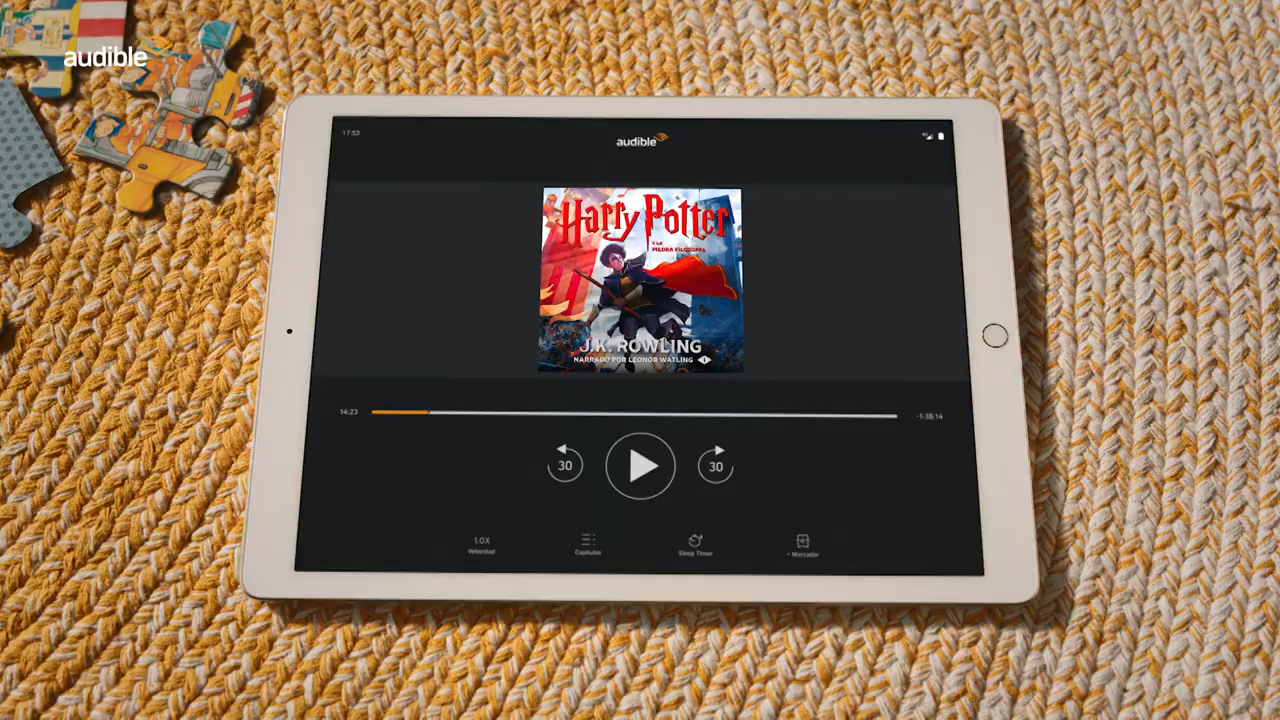 audible
17:53
audible
Harry Potter
Y LA
PIEDRA FILOSOFAL
J.K. ROWLING
NARRADO POR LEONOR WATLING
14:23
-1:38:14
30
30
1.0X
Velocidad
Capítulos
Sleep Timer
+ Marcador